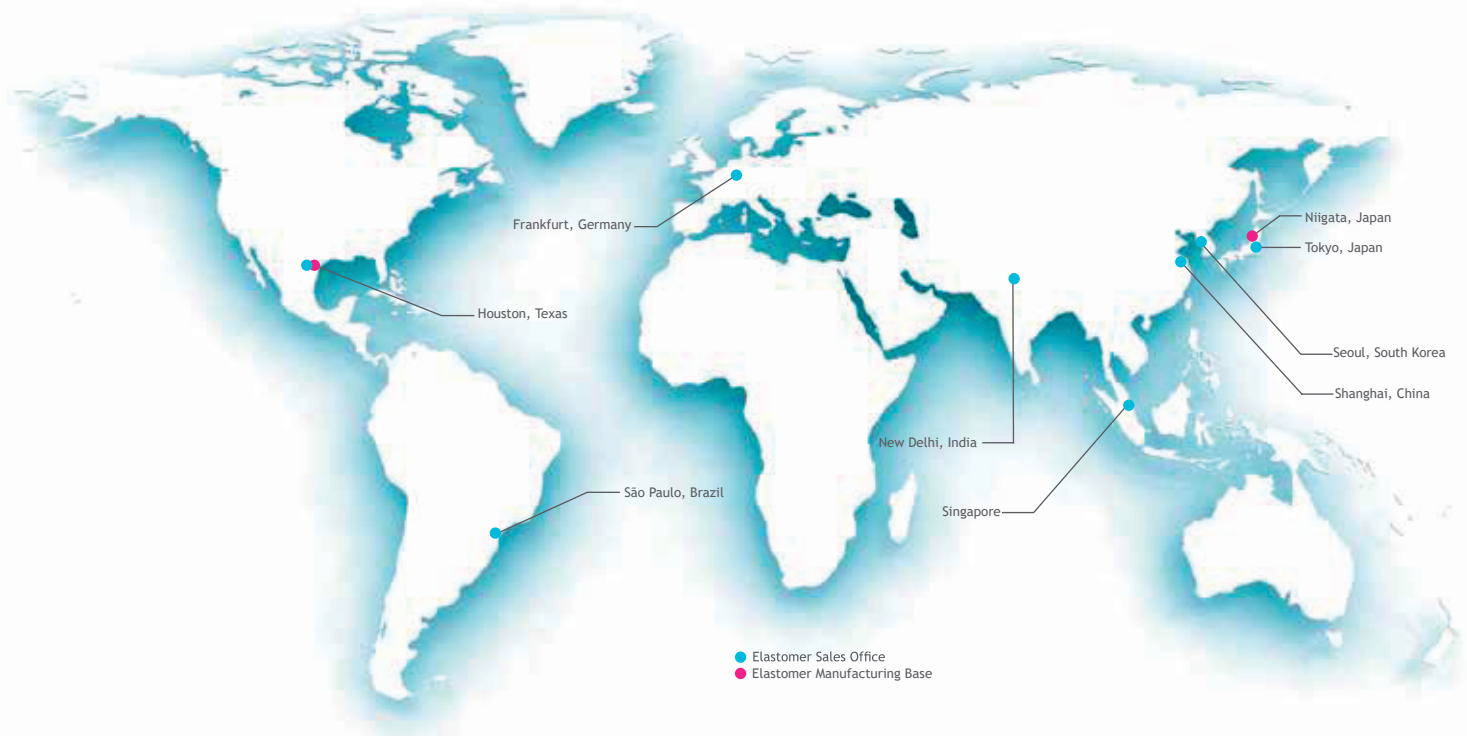 Frankfurt, Germany
Niigata, Japan
Tokyo, Japan
Houston, Texas
Seoul, South Korea
Shanghai, China
New Delhi, India
São Paulo, Brazil
Singapore
Elastomer Sales Office
Elastomer Manufacturing Base